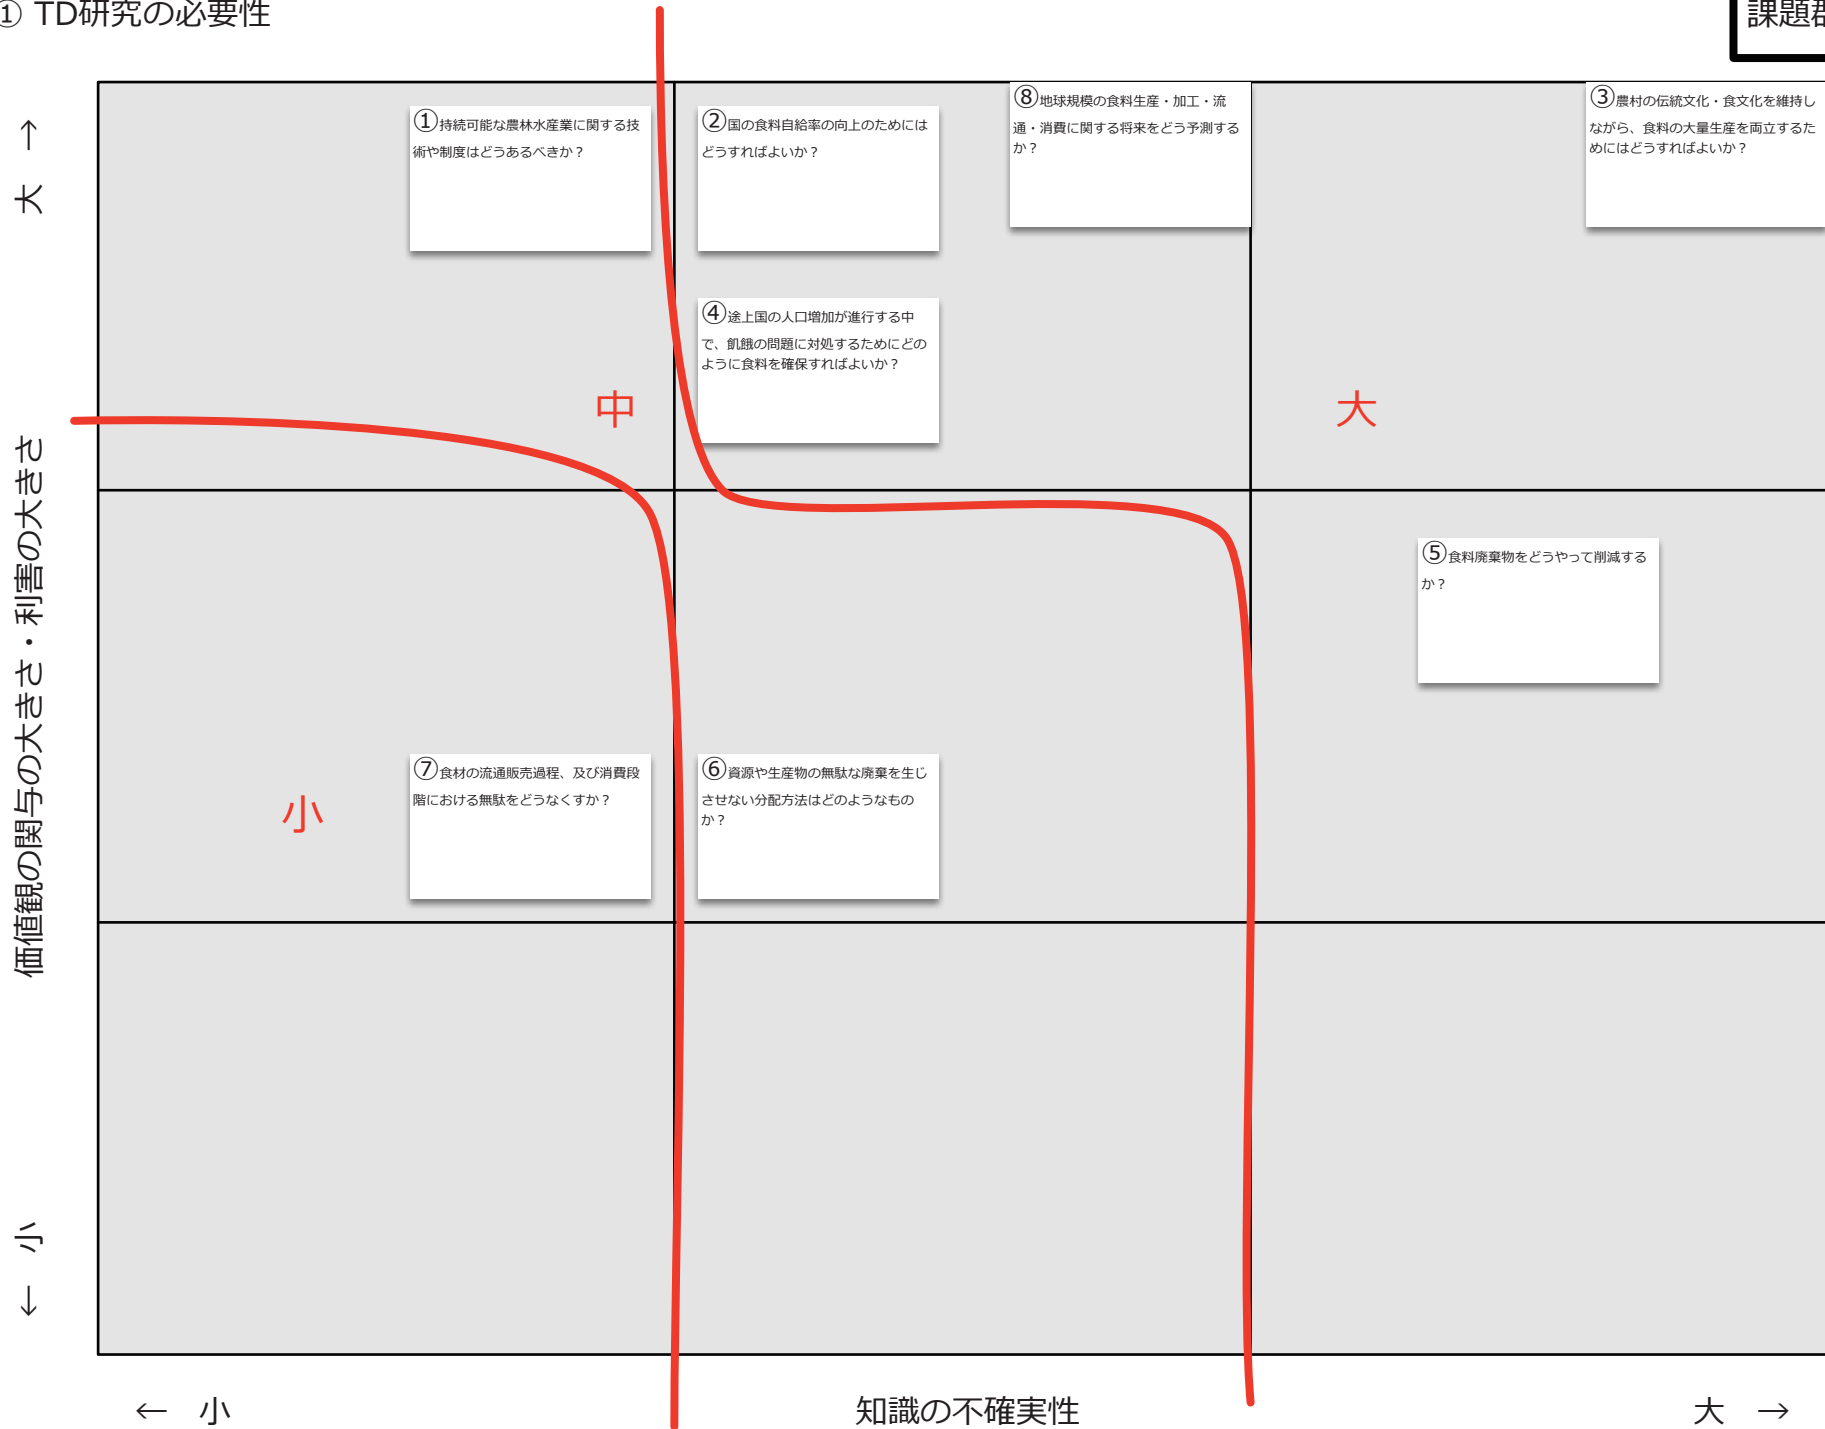 ① TD研究の必要性
課題群
大 →
価値観の関与の大きさ・利害の大きさ
← 小
①持続可能な農林水産業に関する技
術や制度はどうあるべきか？
②国の食料自給率の向上のためには
どうすればよいか？
⑧地球規模の食料生産・加工・流
通・消費に関する将来をどう予測する
か？
③農村の伝統文化・食文化を維持し
ながら、食料の大量生産を両立するた
めにはどうすればよいか？
④途上国の人口増加が進行する中
で、飢餓の問題に対処するためにどの
ように食料を確保すればよいか？
中
大
⑤食料廃棄物をどうやって削減する
か？
小
⑦食材の流通販売過程、及び消費段
階における無駄をどうなくすか？
⑥資源や生産物の無駄な廃棄を生じ
させない分配方法はどのようなもの
か？
← 小
知識の不確実性
大 →